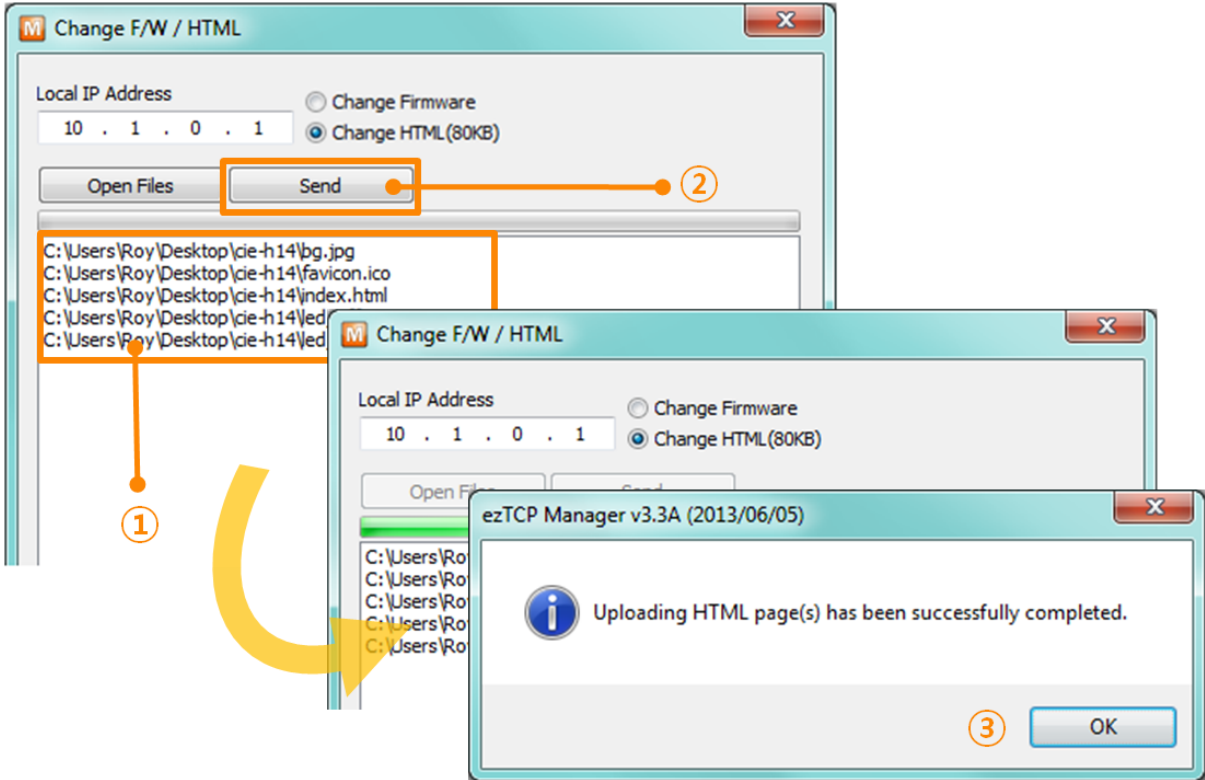 M Change F/W / HTML
x
Local IP Address
10 . 1 . 0 . 1
Change Firmware
Change HTML(80KB)
Open Files
Send
②
C:\Users\Roy\Desktop\cie-h14\bg.jpg
C:\Users\Roy\Desktop\cie-h14\favicon.ico
C:\Users\Roy\Desktop\cie-h14\index.html
C:\Users\Roy\Desktop\cie-h14\led
C:\Users\Roy\Desktop\cie-h14\led
①
M Change F/W / HTML
x
Local IP Address
10 . 1 . 0 . 1
Change Firmware
Change HTML(80KB)
Open Files
Send
C:\Users\Ro
C:\Users\Ro
C:\Users\Ro
C:\Users\Ro
C:\Users\Ro
ezTCP Manager v3.3A (2013/06/05)
x
i
Uploading HTML page(s) has been successfully completed.
③
OK